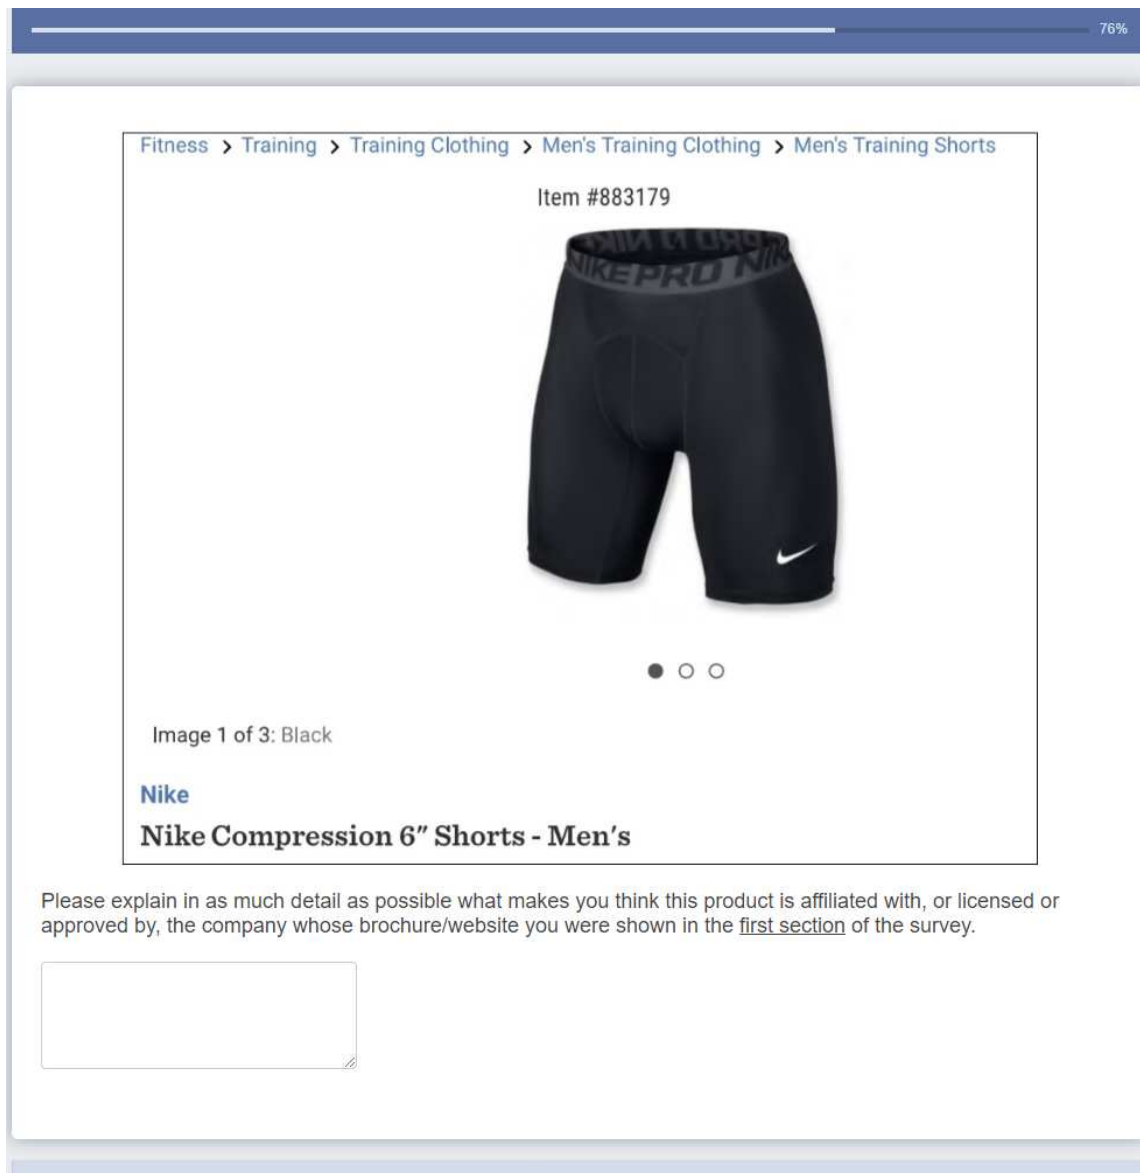 76%
Fitness > Training > Training Clothing > Men's Training Clothing > Men's Training Shorts
Item #883179
NIKE PRO NIK
Image 1 of 3: Black
Nike
Nike Compression 6″ Shorts - Men's
Please explain in as much detail as possible what makes you think this product is affiliated with, or licensed or
approved by, the company whose brochure/website you were shown in the first section of the survey.